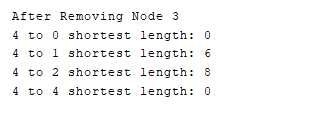 After Removing Node 3
4 to 0 shortest length: 0
4 to 1 shortest length: 6
4 to 2 shortest length: 8
4 to 4 shortest length: 0